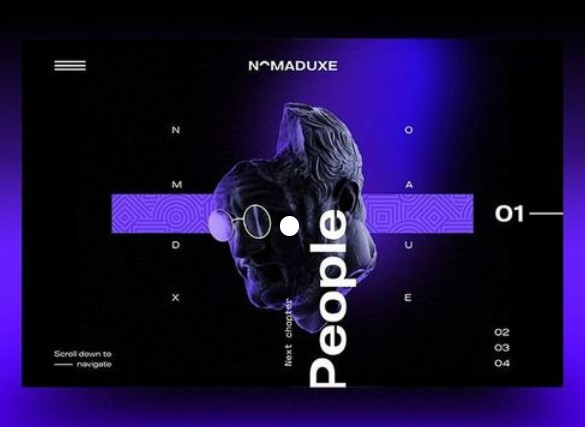 N^MADUXE
N O
M A
01
D U
X E
Next chapter
People
02
03
04
Scroll down to
navigate